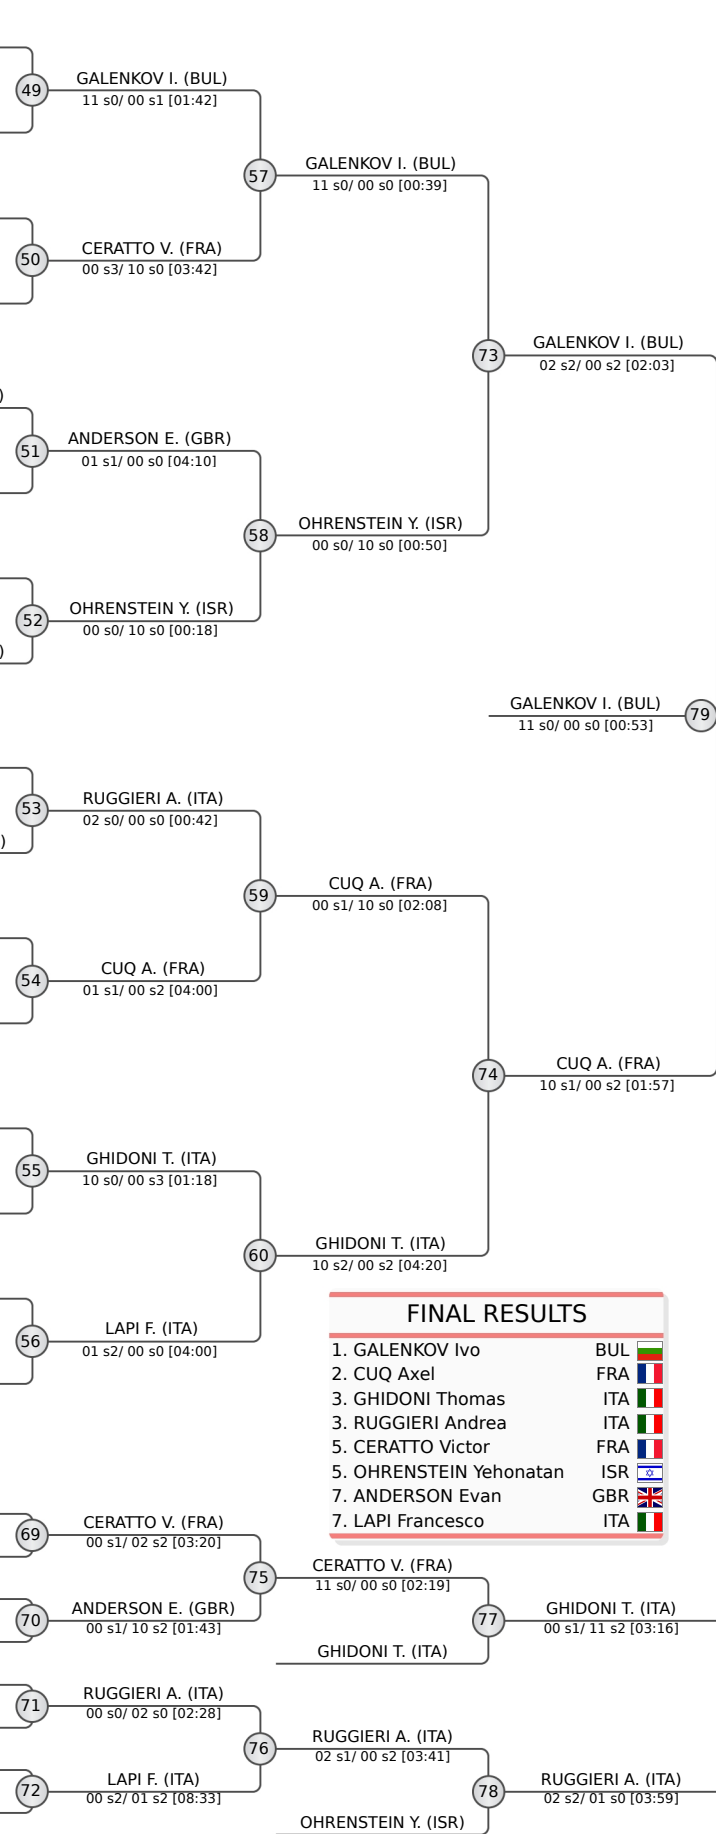 49
GALENKOV I. (BUL)
11 s0/ 00 s1 [01:42]
57
GALENKOV I. (BUL)
11 s0/ 00 s0 [00:39]
50
CERATTO V. (FRA)
00 s3/ 10 s0 [03:42]
73
GALENKOV I. (BUL)
02 s2/ 00 s2 [02:03]
)
51
ANDERSON E. (GBR)
01 s1/ 00 s0 [04:10]
58
OHRENSTEIN Y. (ISR)
00 s0/ 10 s0 [00:50]
52
OHRENSTEIN Y. (ISR)
00 s0/ 10 s0 [00:18]
)
GALENKOV I. (BUL)
11 s0/ 00 s0 [00:53]
79
53
RUGGIERI A. (ITA)
02 s0/ 00 s0 [00:42]
)
59
CUQ A. (FRA)
00 s1/ 10 s0 [02:08]
54
CUQ A. (FRA)
01 s1/ 00 s2 [04:00]
74
CUQ A. (FRA)
10 s1/ 00 s2 [01:57]
55
GHIDONI T. (ITA)
10 s0/ 00 s3 [01:18]
60
GHIDONI T. (ITA)
10 s2/ 00 s2 [04:20]
56
LAPI F. (ITA)
01 s2/ 00 s0 [04:00]
FINAL RESULTS
1. GALENKOV Ivo BUL
2. CUQ Axel FRA
3. GHIDONI Thomas ITA
3. RUGGIERI Andrea ITA
5. CERATTO Victor FRA
5. OHRENSTEIN Yehonatan ISR
7. ANDERSON Evan GBR
7. LAPI Francesco ITA
69
CERATTO V. (FRA)
00 s1/ 02 s2 [03:20]
75
CERATTO V. (FRA)
11 s0/ 00 s0 [02:19]
70
ANDERSON E. (GBR)
00 s1/ 10 s2 [01:43]
77
GHIDONI T. (ITA)
00 s1/ 11 s2 [03:16]
GHIDONI T. (ITA)
71
RUGGIERI A. (ITA)
00 s0/ 02 s0 [02:28]
76
RUGGIERI A. (ITA)
02 s1/ 00 s2 [03:41]
72
LAPI F. (ITA)
00 s2/ 01 s2 [08:33]
78
RUGGIERI A. (ITA)
02 s2/ 01 s0 [03:59]
OHRENSTEIN Y. (ISR)